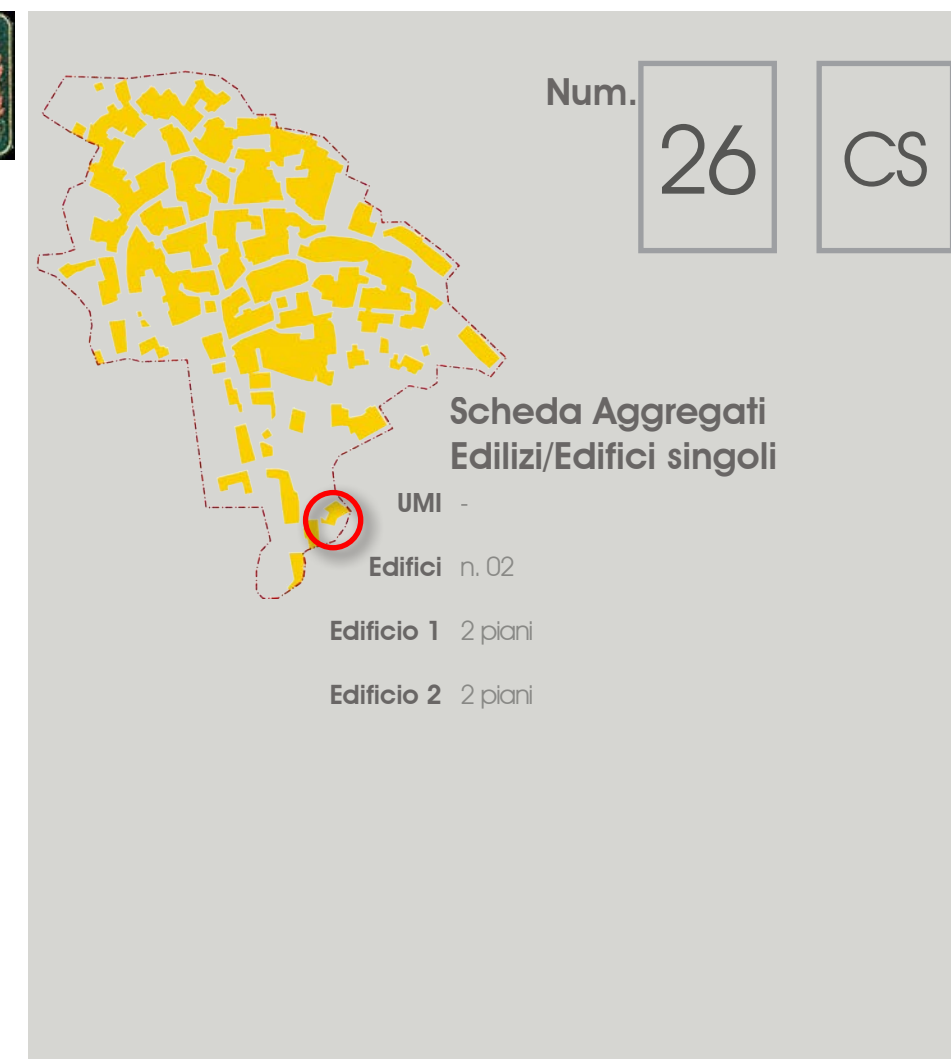 Num.
26
CS
Scheda Aggregati
Edilizi/Edifici singoli
UMI -
Edifici n. 02
Edificio 1 2 piani
Edificio 2 2 piani